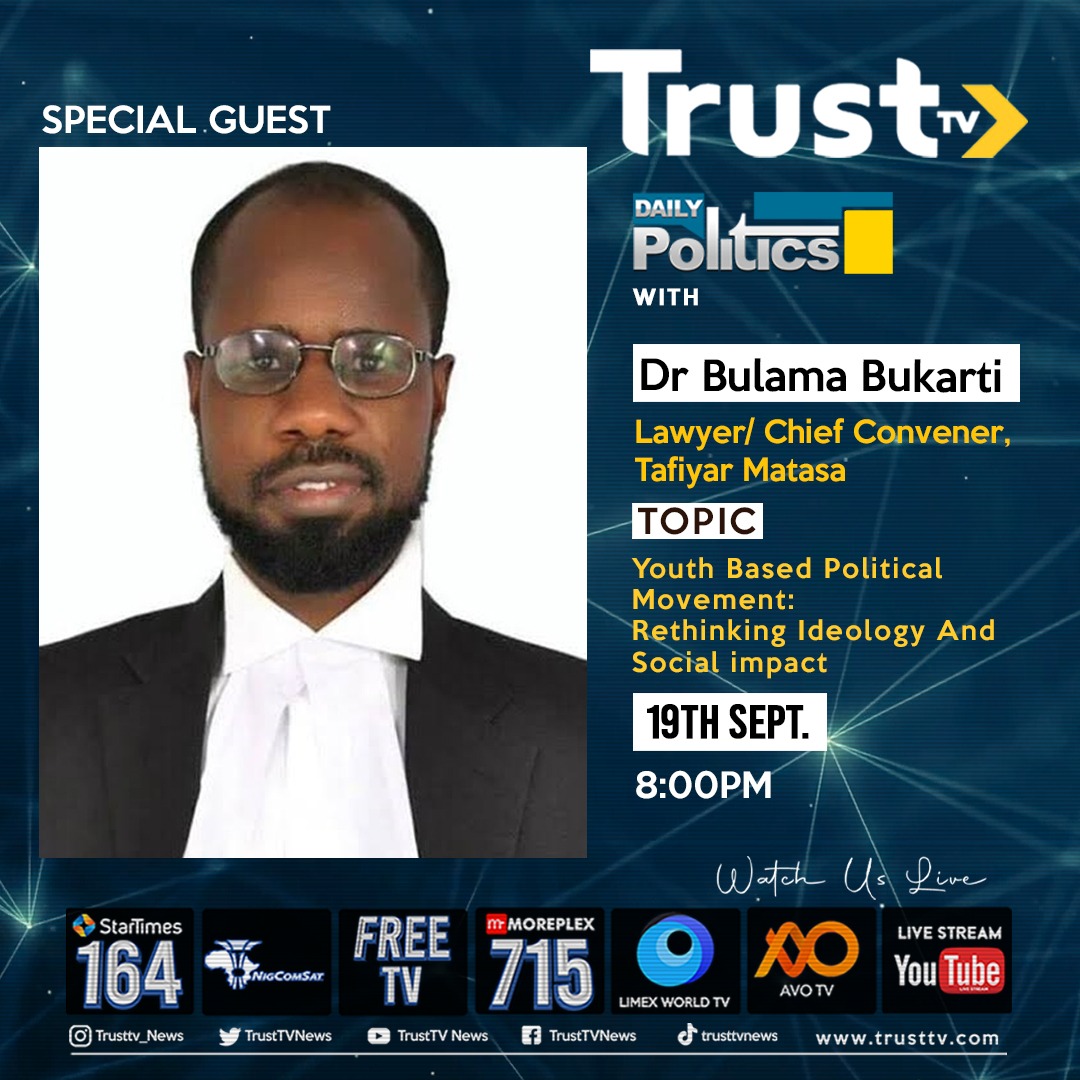 SPECIAL GUEST
Trust TV
DAILY
Politics
WITH
Dr Bulama Bukarti
Lawyer/ Chief Convener,
Tafiyar Matasa
TOPIC
Youth Based Political
Movement:
Rethinking Ideology And
Social impact
19TH SEPT.
8:00PM
Watch Us Live
StarTimes
164
NIGCOMSAT
FREE
TV
MOREPLEX
715
LIMEX WORLD TV
AVO TV
LIVE STREAM
YouTube
LIVE STREAM
Trusttv_News TrustTVNews TrustTV News TrustTVNews trusttvnews www.trusttv.com